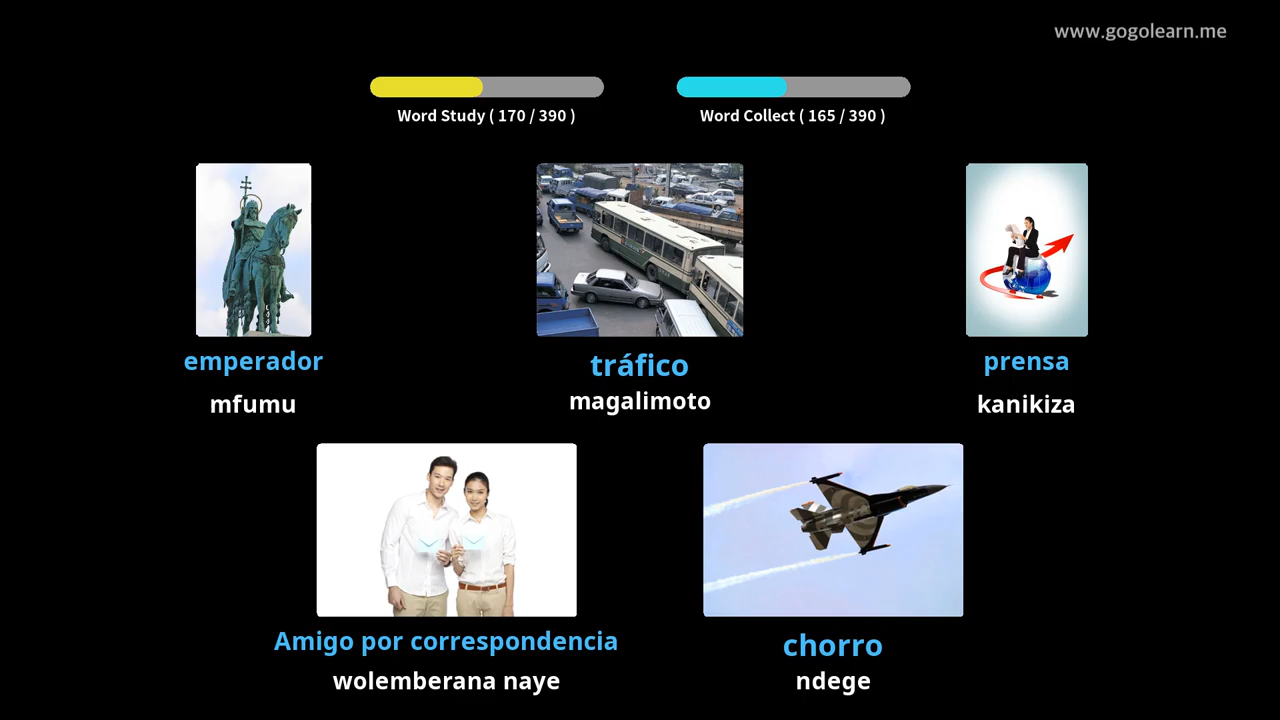 www.gogolearn.me
Word Study ( 170 / 390 )
Word Collect ( 165 / 390 )
emperador
mfumu
tráfico
magalimoto
prensa
kanikiza
Amigo por correspondencia
wolemberana naye
chorro
ndege